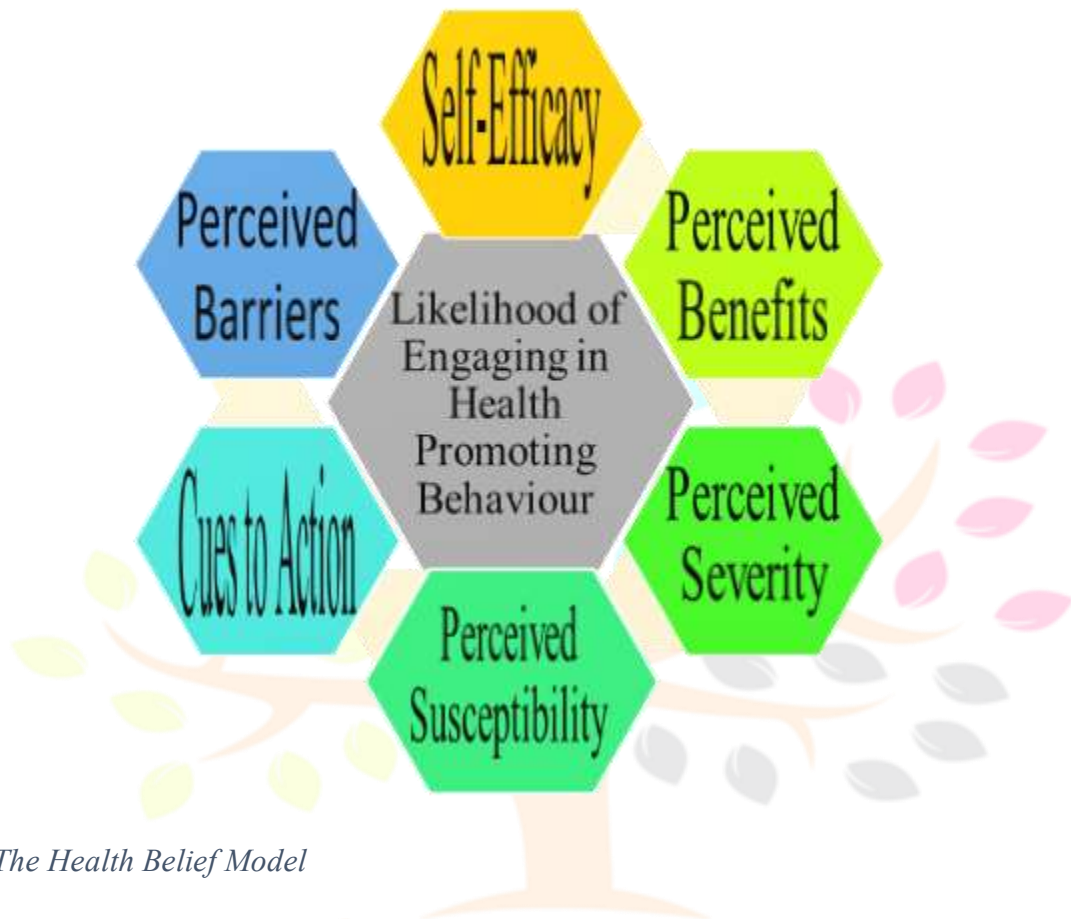 Self-Efficacy
Perceived
Barriers
Perceived
Benefits
Likelihood of
Engaging in
Health
Promoting
Behaviour
Cues to Action
Perceived
Severity
Perceived
Susceptibility
The Health Belief Model